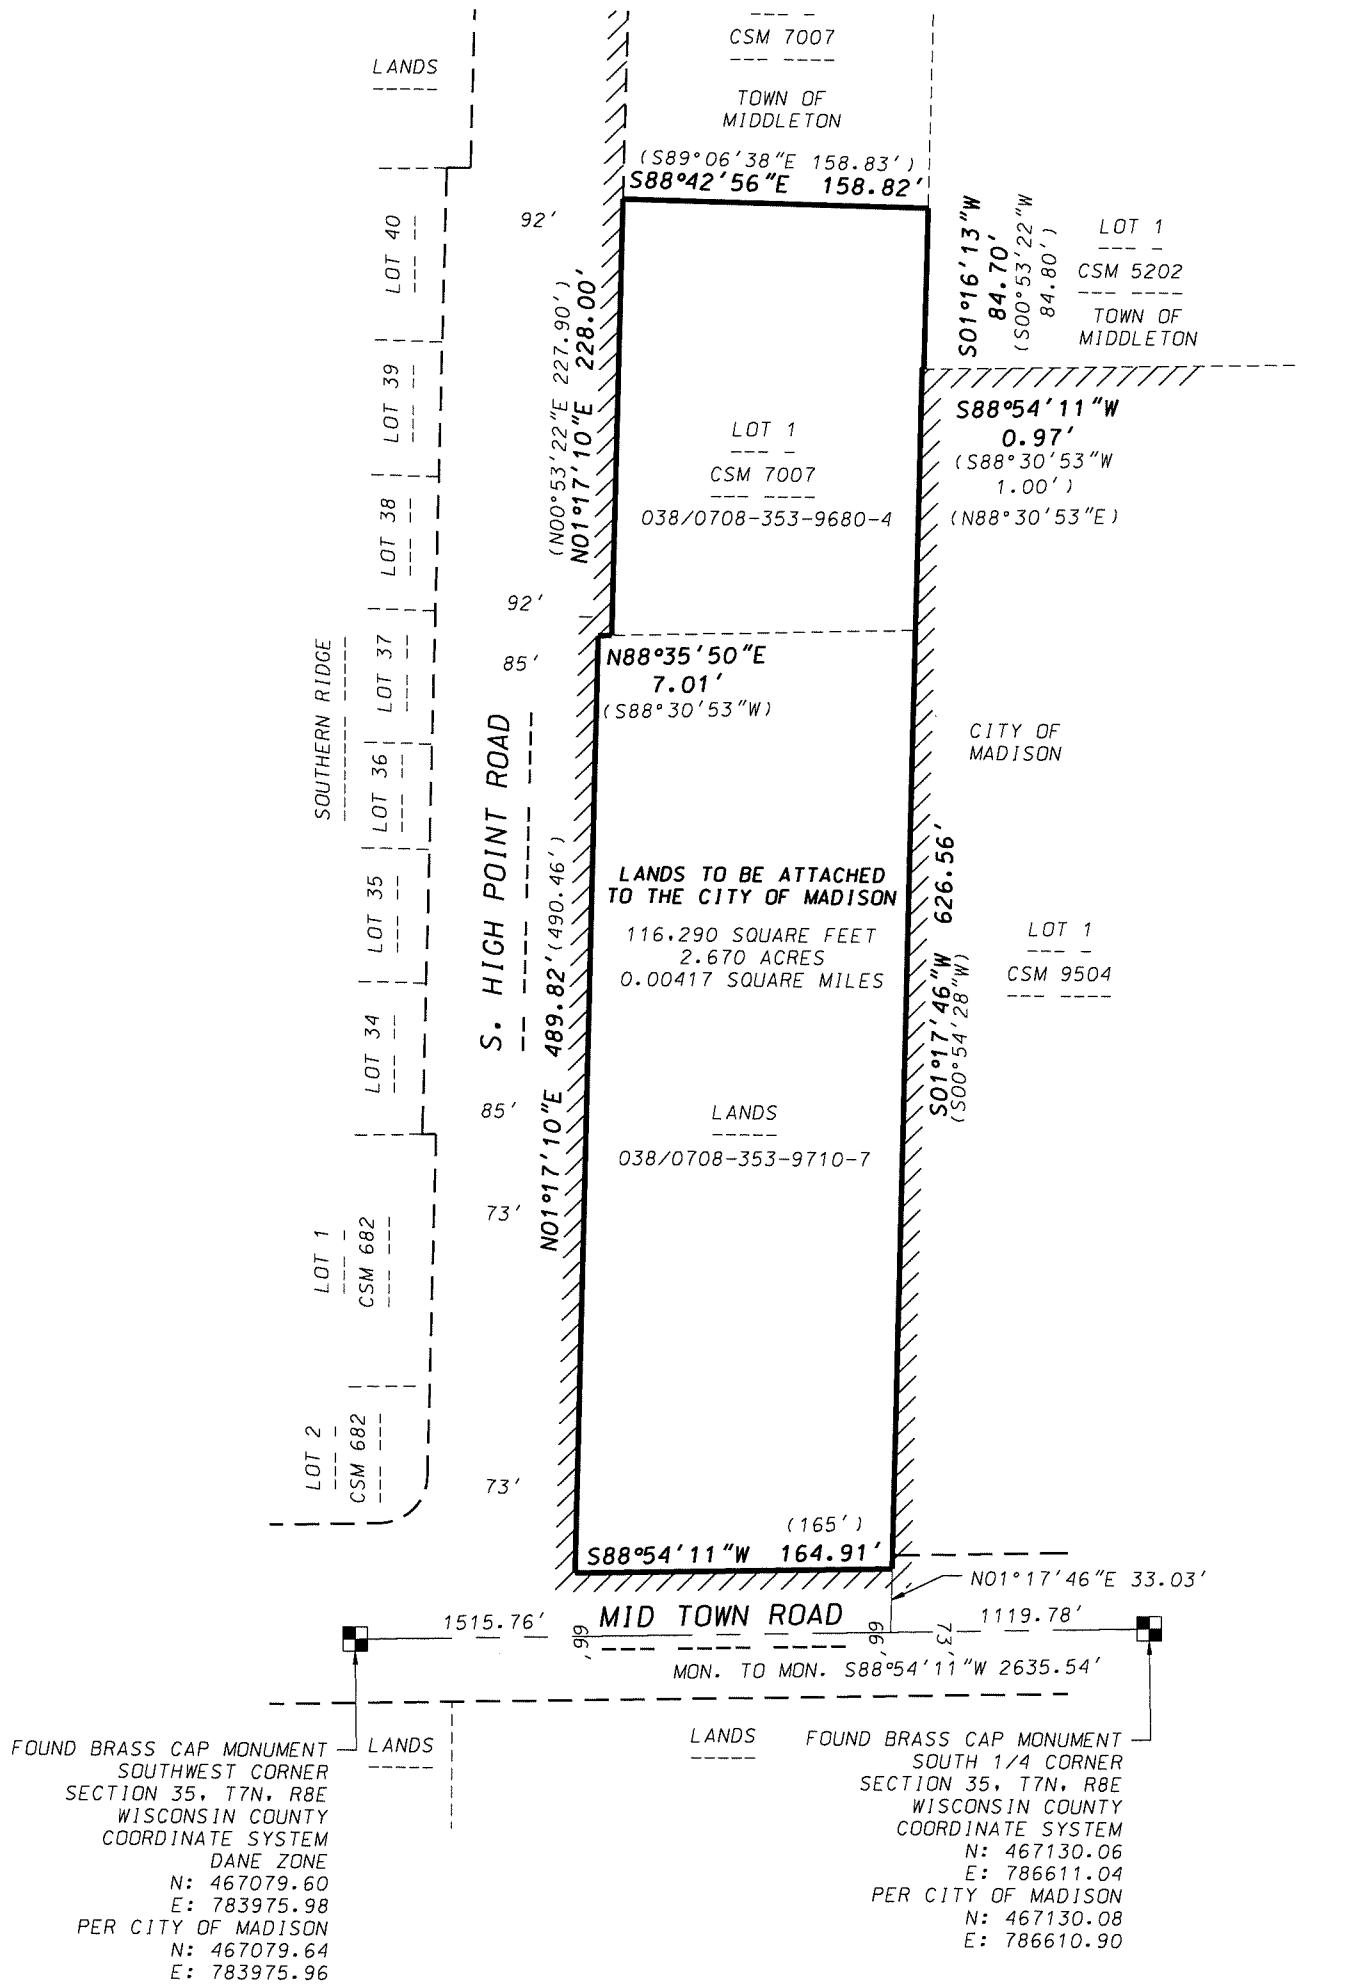 CSM 7007
TOWN OF
MIDDLETON
(S89°06'38"E 158.83')
S88°42'56"E 158.82'
LANDS
LOT 40
LOT 39
LOT 38
LOT 37
LOT 36
LOT 35
LOT 34
SOUTHERN RIDGE
LOT 1
CSM 682
LOT 2
CSM 682
92'
92'
85'
85'
73'
73'
S. HIGH POINT ROAD
(N00°53'22"E 227.90')
N01°17'10"E 228.00'
N01°17'10"E 489.82' (490.46')
S01°16'13"W
84.70'
(S00°53'22"W
84.80')
LOT 1
CSM 5202
TOWN OF
MIDDLETON
S88°54'11"W
0.97'
(S88°30'53"W
1.00')
(N88°30'53"E)
LOT 1
CSM 7007
038/0708-353-9680-4
N88°35'50"E
7.01'
(S88°30'53"W)
CITY OF
MADISON
LANDS TO BE ATTACHED
TO THE CITY OF MADISON
116,290 SQUARE FEET
2.670 ACRES
0.00417 SQUARE MILES
S01°17'46"W 626.56'
(S00°54'28"W)
LOT 1
CSM 9504
LANDS
038/0708-353-9710-7
(165')
S88°54'11"W 164.91'
N01°17'46"E 33.03'
1515.76'
MID TOWN ROAD
1119.78'
66'
66'
73'
MON. TO MON. S88°54'11"W 2635.54'
LANDS
LANDS
FOUND BRASS CAP MONUMENT
SOUTHWEST CORNER
SECTION 35, T7N, R8E
WISCONSIN COUNTY
COORDINATE SYSTEM
DANE ZONE
N: 467079.60
E: 783975.98
PER CITY OF MADISON
N: 467079.64
E: 783975.96
FOUND BRASS CAP MONUMENT
SOUTH 1/4 CORNER
SECTION 35, T7N, R8E
WISCONSIN COUNTY
COORDINATE SYSTEM
N: 467130.06
E: 786611.04
PER CITY OF MADISON
N: 467130.08
E: 786610.90